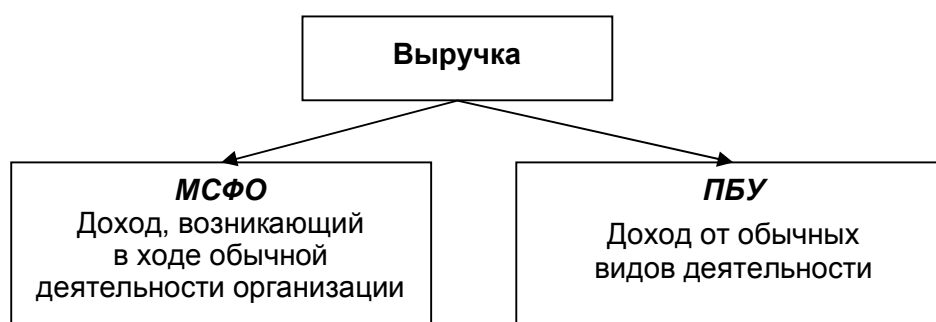 Выручка
МСФО
Доход, возникающий
в ходе обычной
деятельности организации
ПБУ
Доход от обычных
видов деятельности